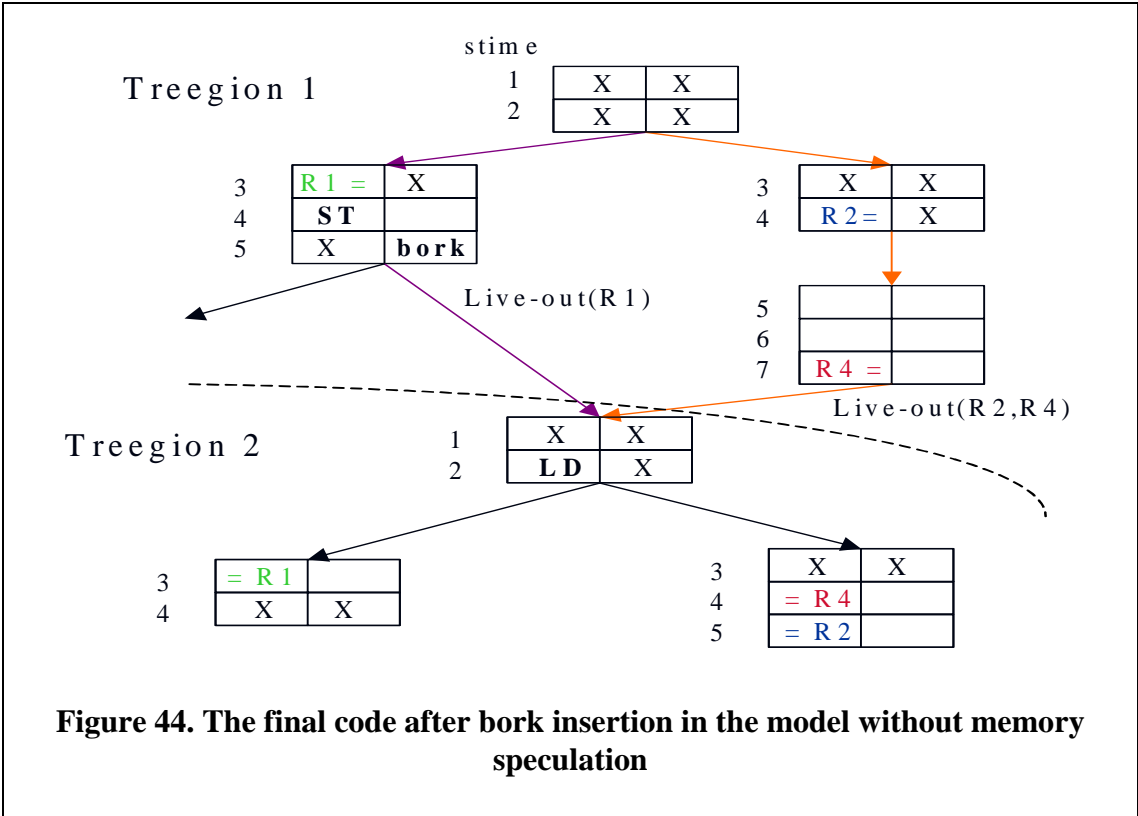 stime
Treegion 1
1 X X
2 X X
3 R1 = X
4 ST
5 X bork
3 X X
4 R2= X
Live-out(R1)
5
6
7 R4 =
Live-out(R2,R4)
Treegion 2
1 X X
2 LD X
3 = R1
4 X X
3 X X
4 = R4
5 = R2
Figure 44. The final code after bork insertion in the model without memory
speculation